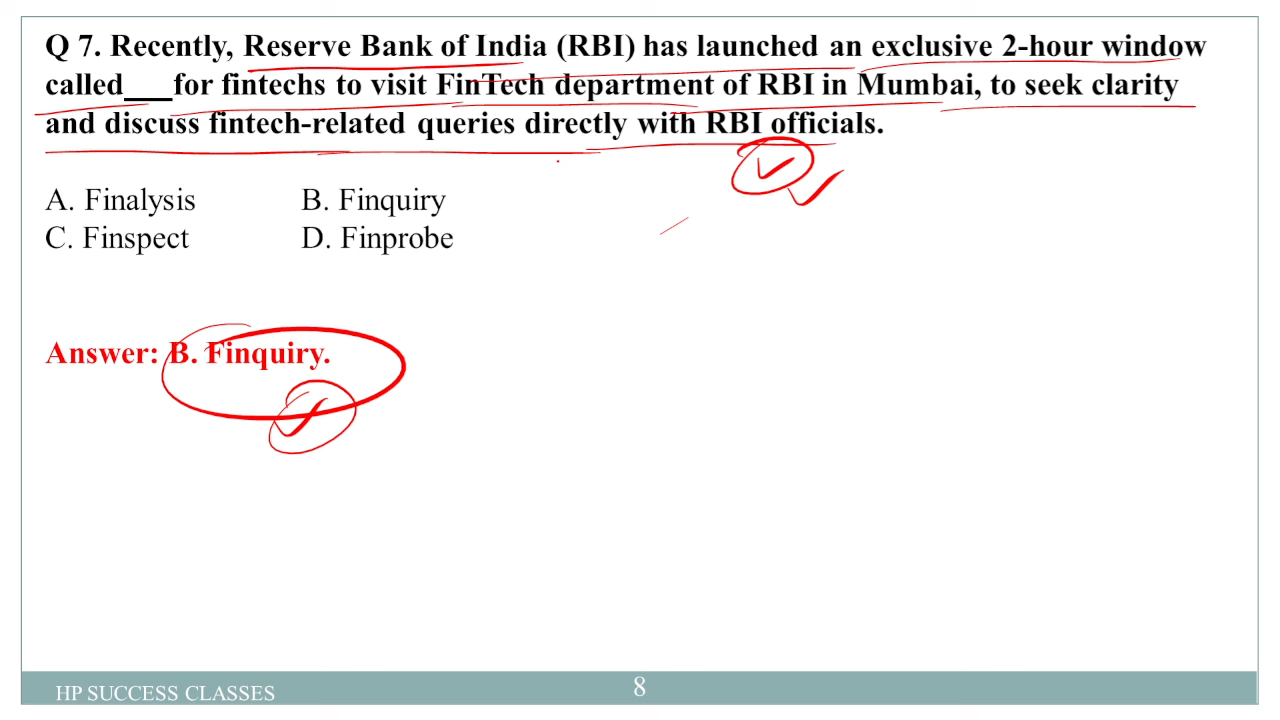 Q 7. Recently, Reserve Bank of India (RBI) has launched an exclusive 2-hour window
called___for fintechs to visit FinTech department of RBI in Mumbai, to seek clarity
and discuss fintech-related queries directly with RBI officials.
A. Finalysis B. Finquiry
C. Finspect D. Finprobe
Answer: B. Finquiry.
HP SUCCESS CLASSES 8